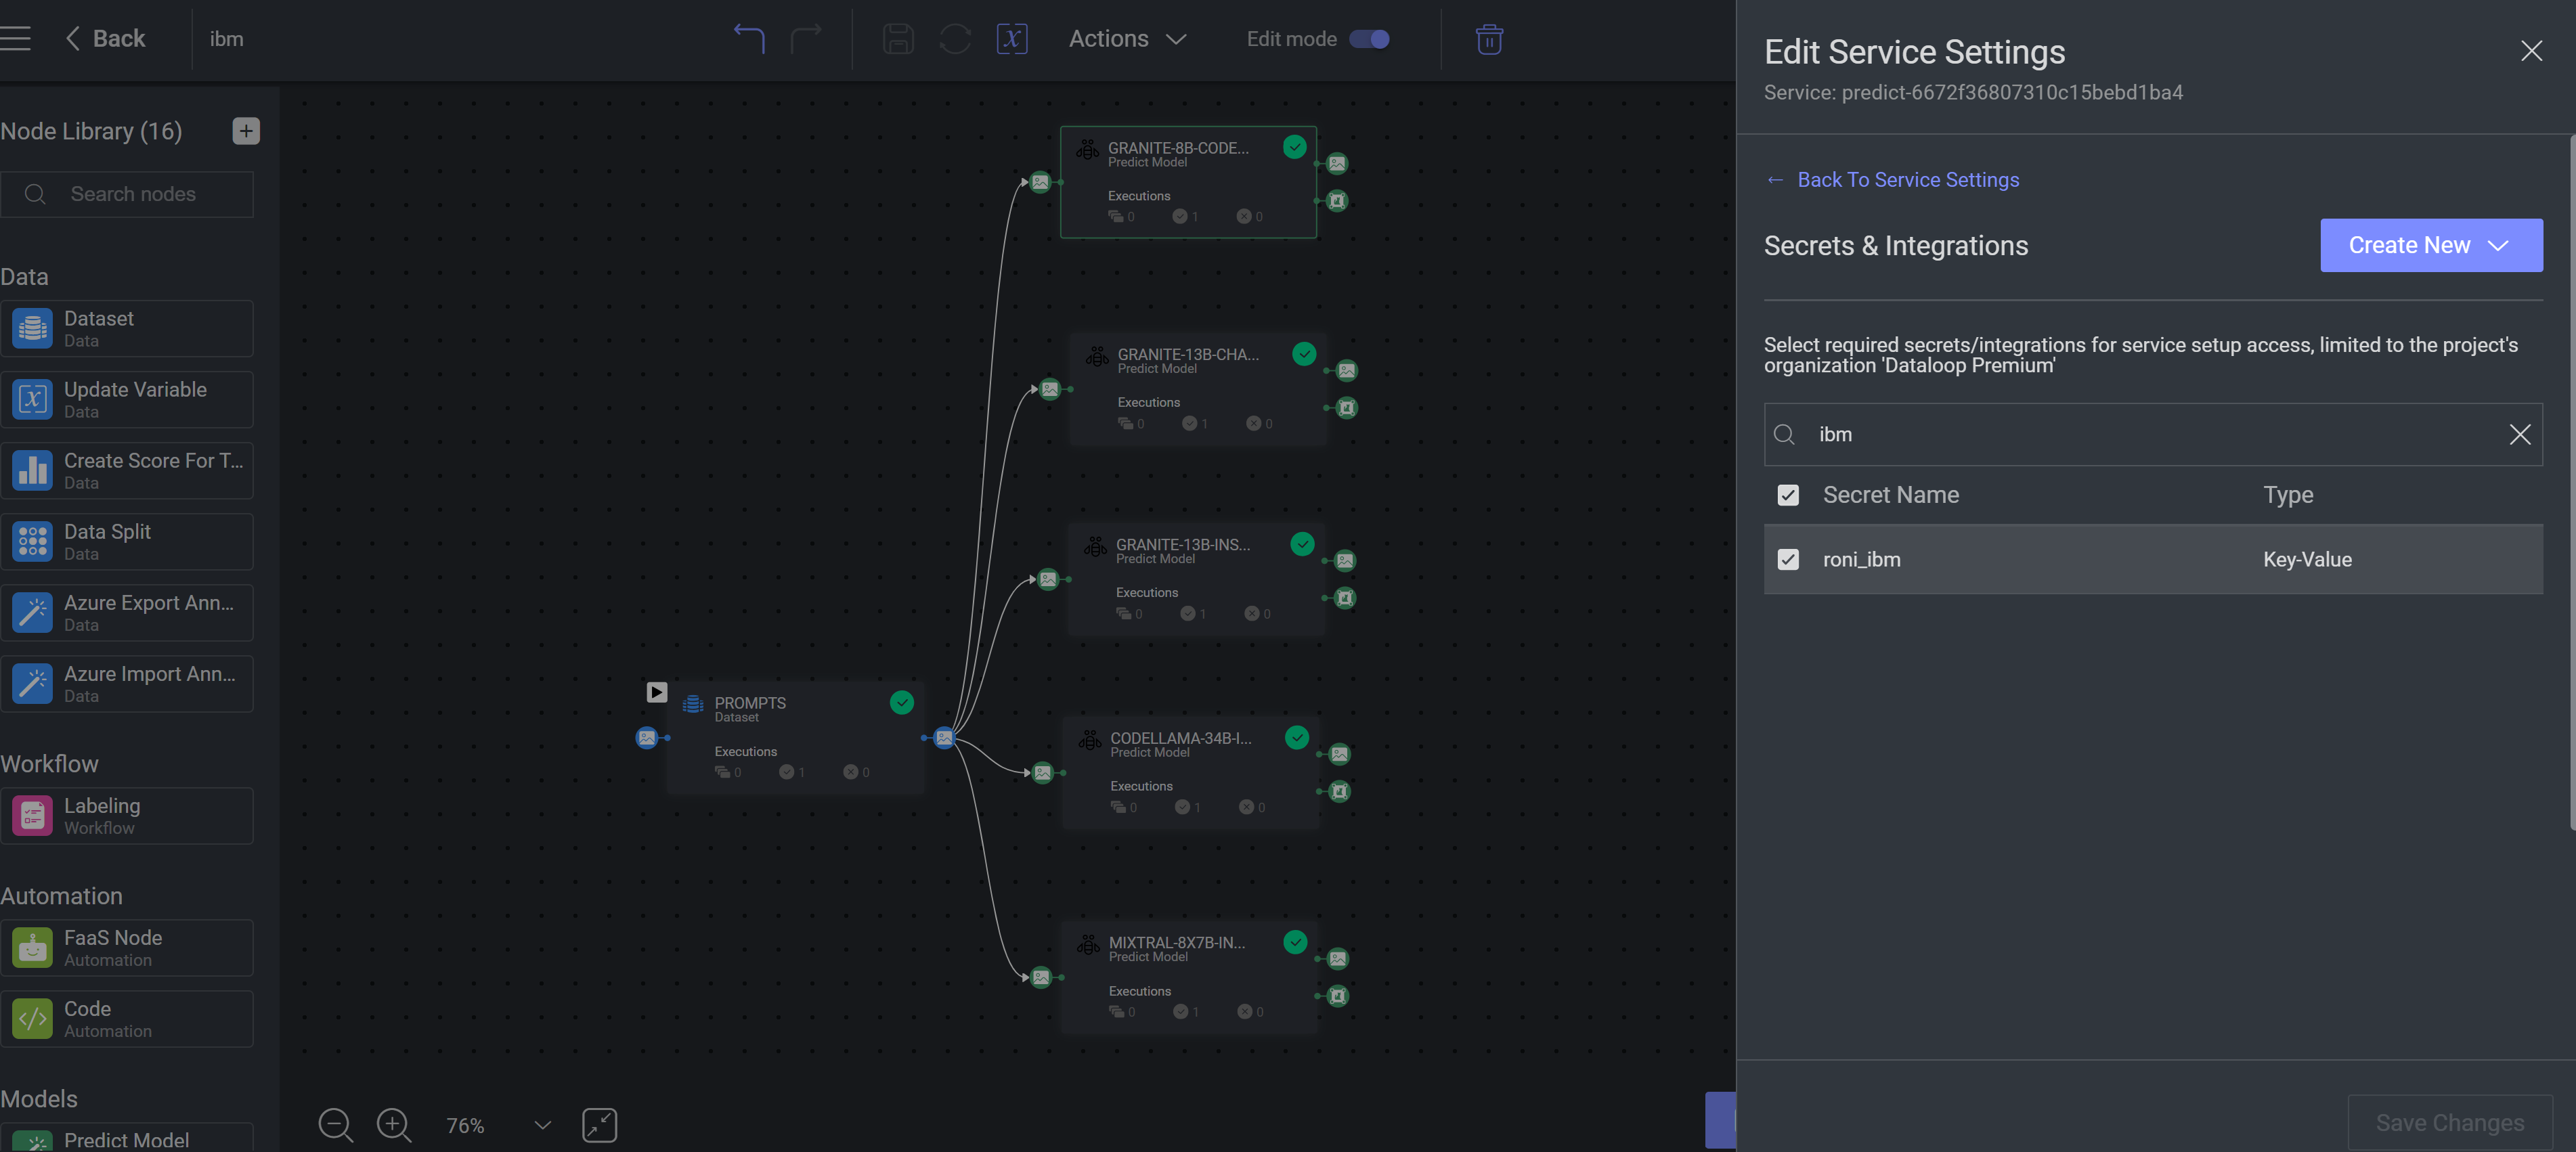 Back
ibm
Actions
Edit mode
Node Library (16)
Search nodes
Data
Dataset
Data
Update Variable
Data
Create Score For T...
Data
Data Split
Data
Azure Export Ann...
Data
Azure Import Ann...
Data
Workflow
Labeling
Workflow
Automation
FaaS Node
Automation
Code
Automation
Models
Predict Model
GRANITE-8B-CODE...
Predict Model
Executions
0 1 0
GRANITE-13B-CHA...
Predict Model
Executions
0 1 0
GRANITE-13B-INS...
Predict Model
Executions
0 1 0
PROMPTS
Dataset
Executions
0 1 0
CODELLAMA-34B-I...
Predict Model
Executions
0 1 0
MIXTRAL-8X7B-IN...
Predict Model
Executions
0 1 0
76%
Edit Service Settings
Service: predict-6672f36807310c15bebd1ba4
← Back To Service Settings
Secrets & Integrations
Create New
Select required secrets/integrations for service setup access, limited to the project's
organization 'Dataloop Premium'
ibm
Secret Name Type
roni_ibm Key-Value
Save Changes